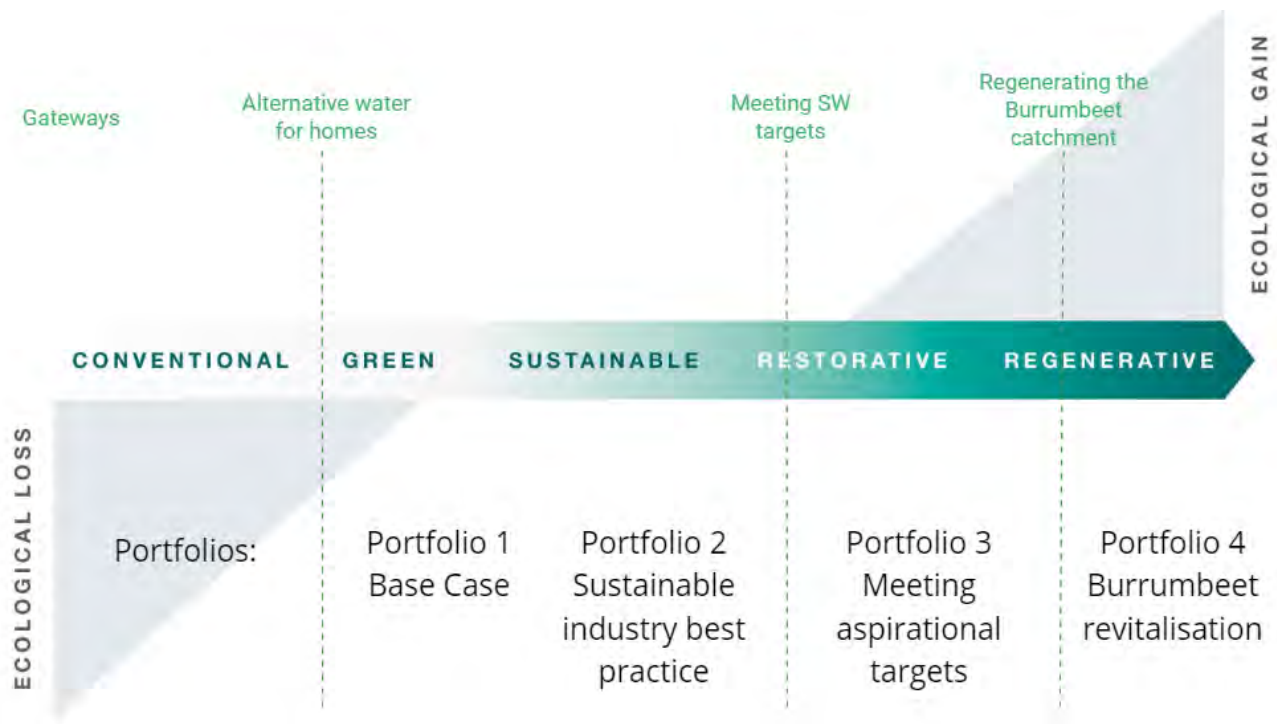 Gateways
Alternative water
for homes
Meeting SW
targets
Regenerating the
Burrumbeet
catchment
ECOLOGICAL GAIN
CONVENTIONAL
GREEN
SUSTAINABLE
RESTORATIVE
REGENERATIVE
ECOLOGICAL LOSS
Portfolios:
Portfolio 1
Base Case
Portfolio 2
Sustainable
industry best
practice
Portfolio 3
Meeting
aspirational
targets
Portfolio 4
Burrumbeet
revitalisation